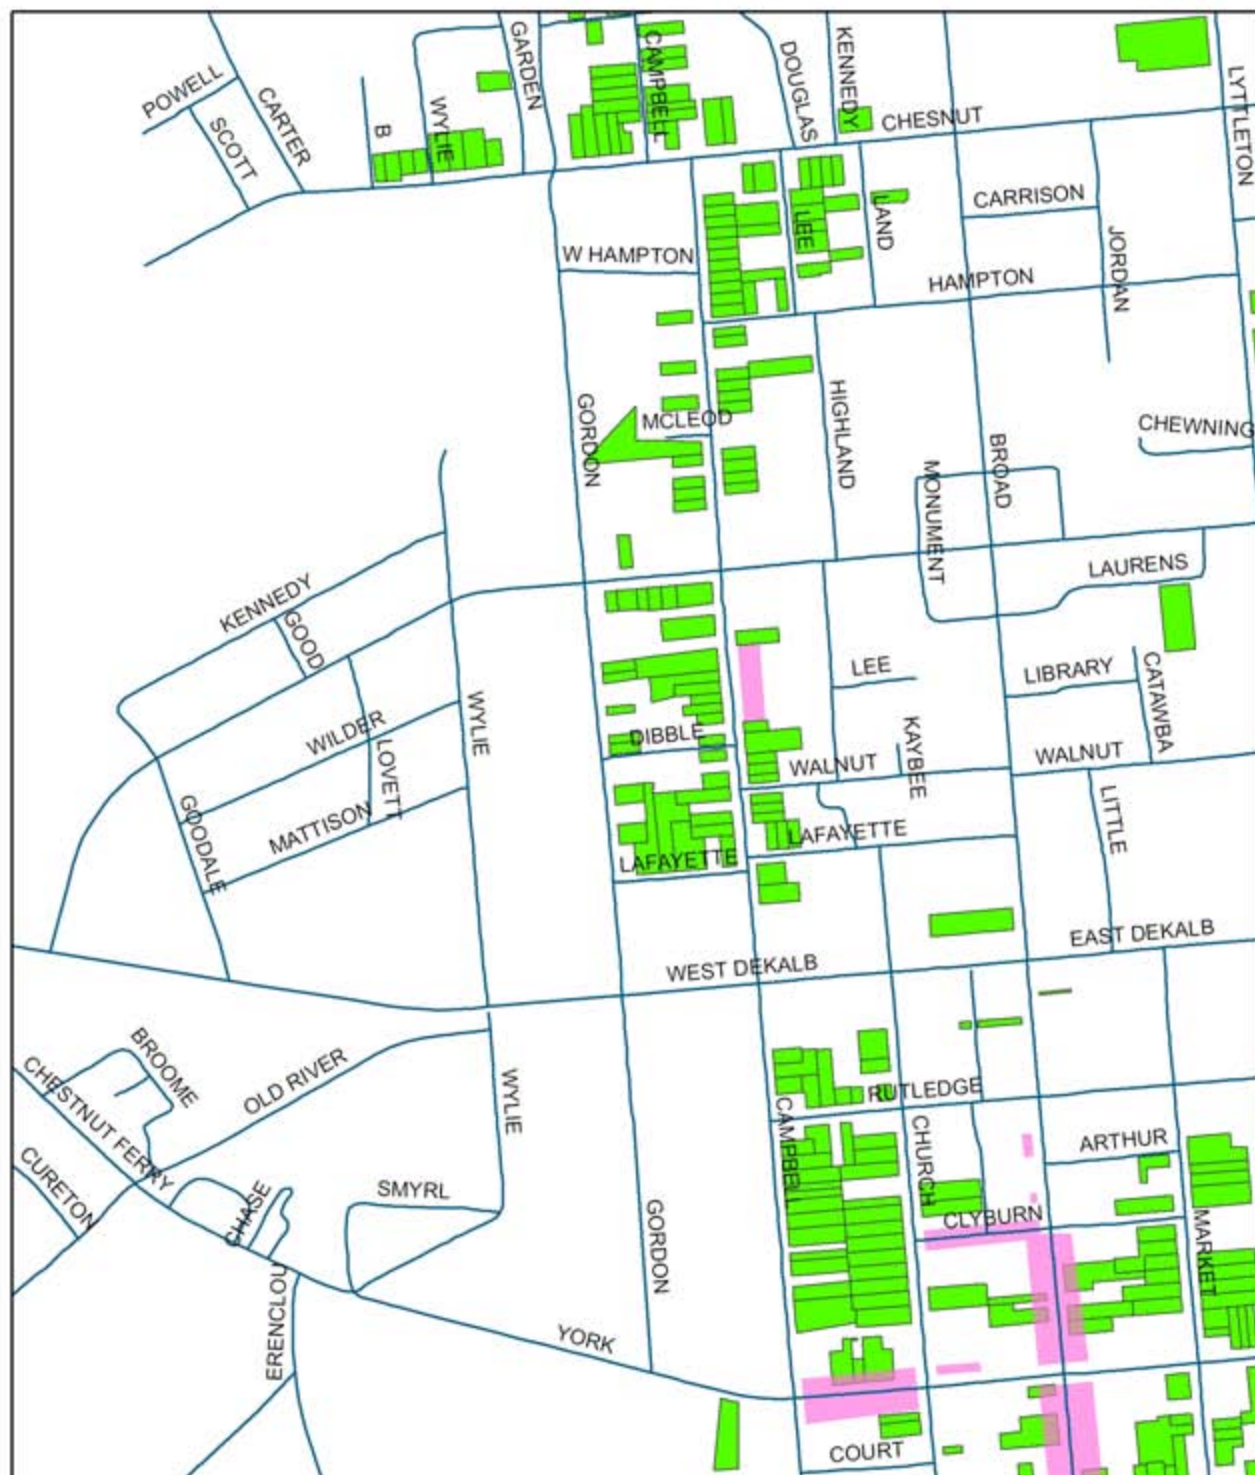 GARDEN
CAMPBELL
DOUGLAS
KENNEDY
POWELL
CARTER
SCOTT
B
WYLIE
CHESNUT
LYTTLETON
W HAMPTON
LEE
LAND
CARRISON
JORDAN
HAMPTON
GORDON
MCLEOD
HIGHLAND
MONUMENT
BROAD
CHEWNING
KENNEDY
GOOD
LAURENS
WILDER
LOVETT
WYLIE
DIBBLE
LEE
LIBRARY
CATAWBA
WALNUT
KAYBEE
WALNUT
GOODALE
MATTISON
LAFAYETTE
LAFAYETTE
LITTLE
WEST DEKALB
EAST DEKALB
BROOME
OLD RIVER
CHESTNUT FERRY
WYLIE
CAMPBELL
RUTLEDGE
CHURCH
ARTHUR
CURETON
CHASE
SMYRL
GORDON
CLYBURN
MARKET
ERENCLOU
YORK
COURT